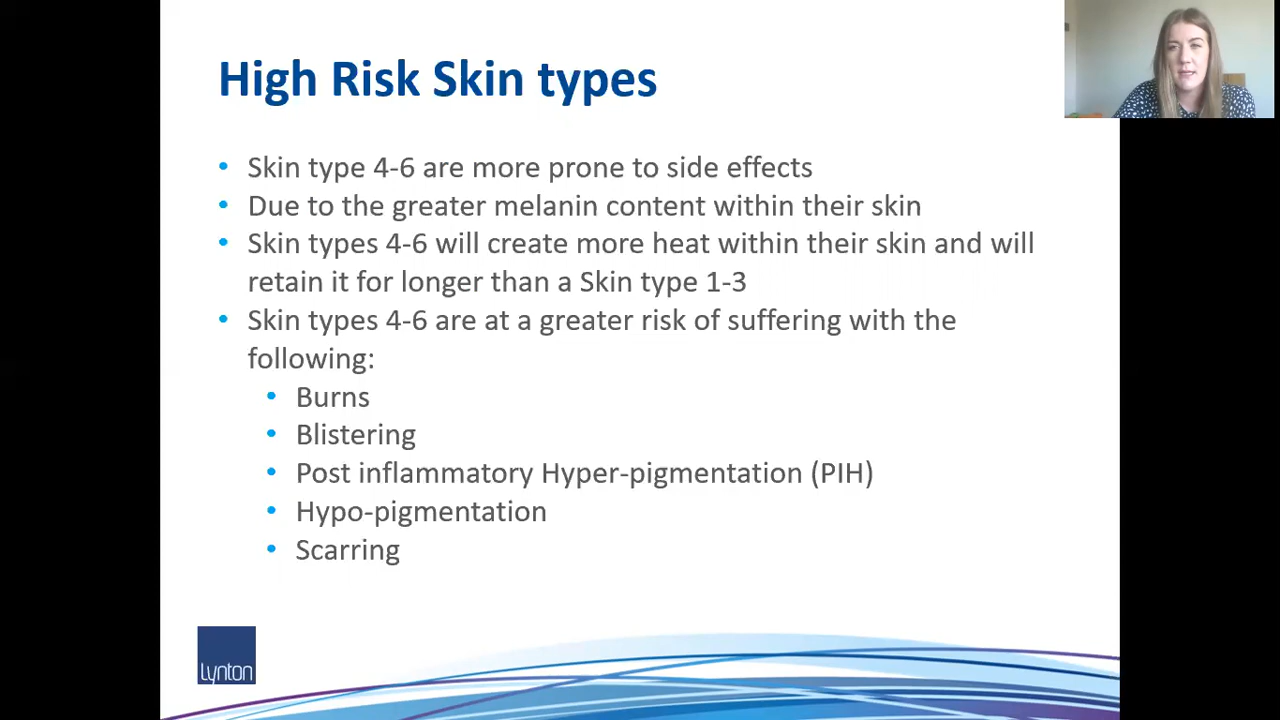 High Risk Skin types
• Skin type 4-6 are more prone to side effects
• Due to the greater melanin content within their skin
• Skin types 4-6 will create more heat within their skin and will
retain it for longer than a Skin type 1-3
• Skin types 4-6 are at a greater risk of suffering with the
following:
• Burns
• Blistering
• Post inflammatory Hyper-pigmentation (PIH)
• Hypo-pigmentation
• Scarring
Lynton